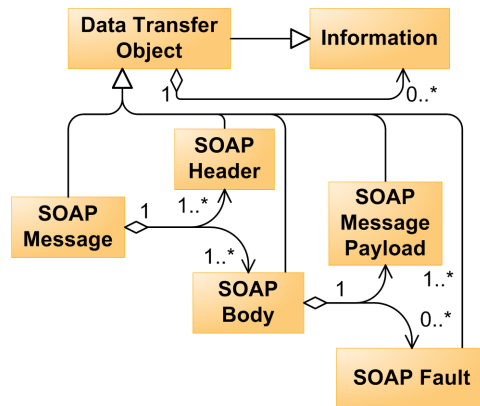 Data Transfer
Object
Information
1
0..*
SOAP
Header
SOAP
Message
1
1..*
1..*
SOAP
Message
Payload
SOAP
Body
1
1..*
0..*
SOAP Fault